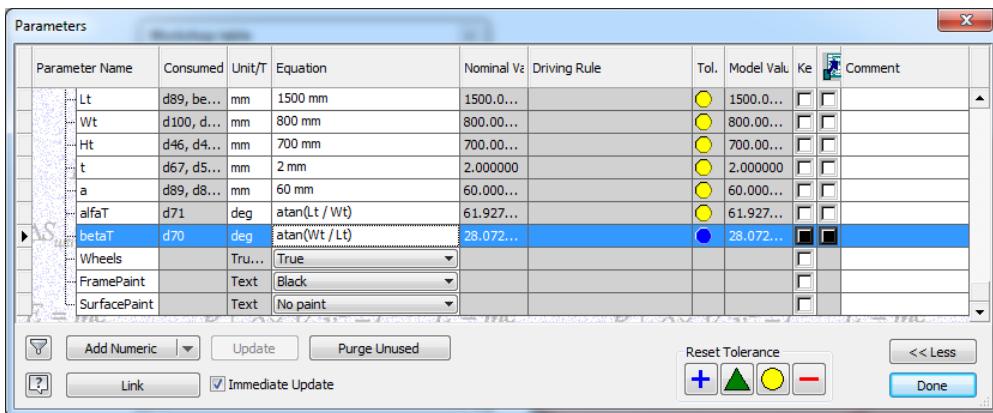 Parameters
Parameter Name Consumed Unit/T Equation Nominal Va Driving Rule Tol. Model Valu Ke Comment
Lt d89, be... mm 1500 mm 1500.0... 1500.0...
Wt d100, d... mm 800 mm 800.00... 800.00...
Ht d46, d4... mm 700 mm 700.00... 700.00...
t d67, d5... mm 2 mm 2.000000 2.000000
a d89, d8... mm 60 mm 60.000... 60.000...
alfaT d71 deg atan(Lt / Wt) 61.927... 61.927...
betaT d70 deg atan(Wt / Lt) 28.072... 28.072...
Wheels Tru... True
FramePaint Text Black
SurfacePaint Text No paint
Add Numeric Update Purge Unused Reset Tolerance << Less
Link Immediate Update Done